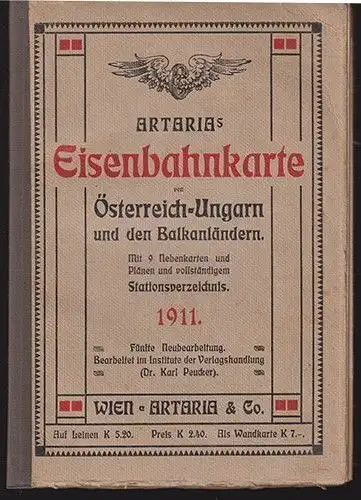 ARTARIAS
Eisenbahnkarte
von
Österreich-Ungarn
und den Balkanländern.
Mit 9 Nebenkarten und
Plänen und vollständigem
Stationsverzeichnis.
1911.
Fünfte Neubearbeitung.
Bearbeitet im Institute der Verlagshandlung
(Dr. Karl Peucker).
WIEN - ARTARIA & Co.
Auf Leinen K 5.20. Preis K 2.40. Als Wandkarte K 7.-.